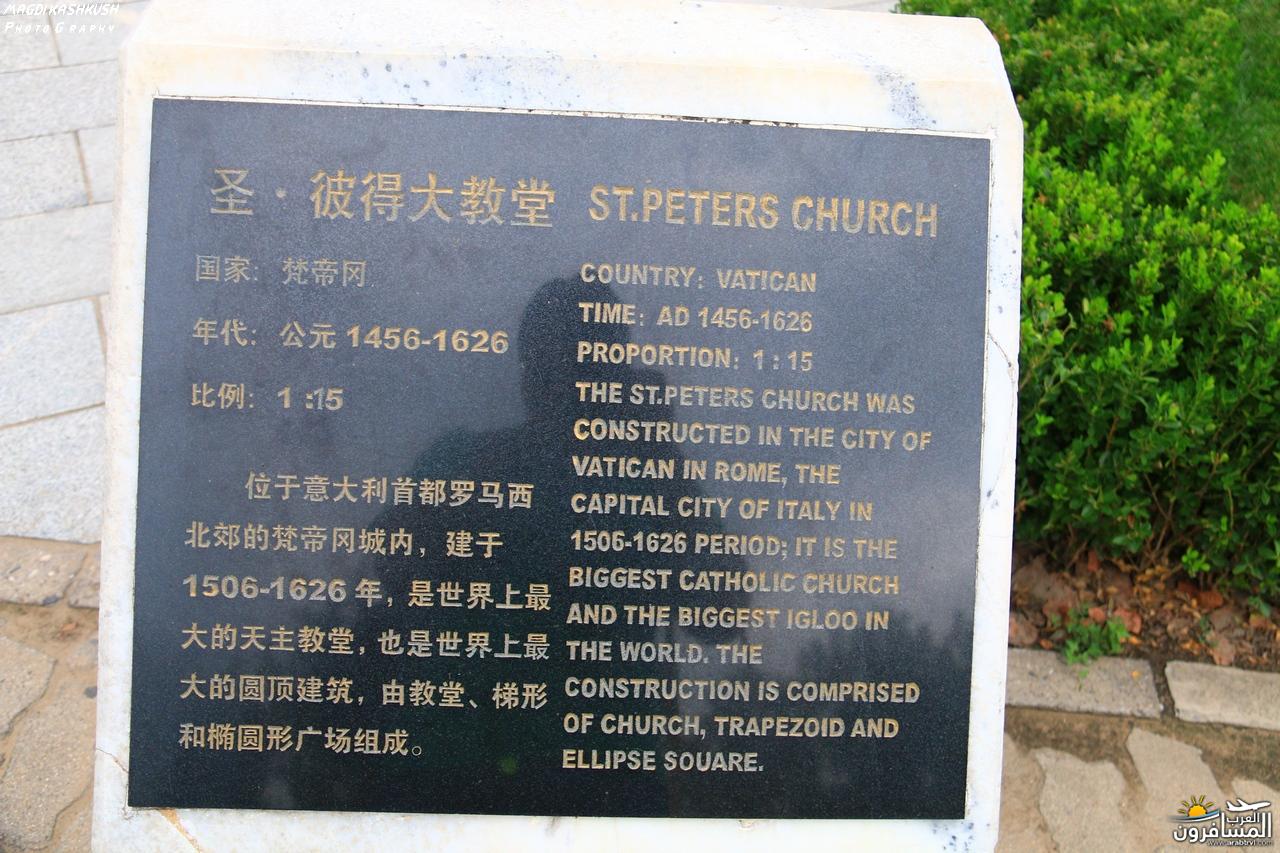 MAGDI KASHKUSH
PHOTOGRAPHY
圣·彼得大教堂 ST.PETERS CHURCH
国家：梵帝冈
年代：公元 1456-1626
比例：1 :15
位于意大利首都罗马西
北郊的梵帝冈城内，建于
1506-1626 年，是世界上最
大的天主教堂，也是世界上最
大的圆顶建筑，由教堂、梯形
和椭圆形广场组成。
COUNTRY: VATICAN
TIME: AD 1456-1626
PROPORTION: 1 : 15
THE ST.PETERS CHURCH WAS
CONSTRUCTED IN THE CITY OF
VATICAN IN ROME, THE
CAPITAL CITY OF ITALY IN
1506-1626 PERIOD; IT IS THE
BIGGEST CATHOLIC CHURCH
AND THE BIGGEST IGLOO IN
THE WORLD. THE
CONSTRUCTION IS COMPRISED
OF CHURCH, TRAPEZOID AND
ELLIPSE SOUARE.
العرب
المسافرون
www.arabtrvl.com